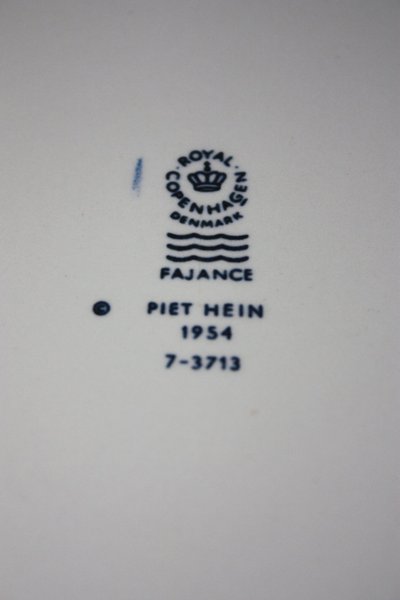 ROYAL
COPENHAGEN
DENMARK
FAJANCE
© PIET HEIN
1954
7-3713